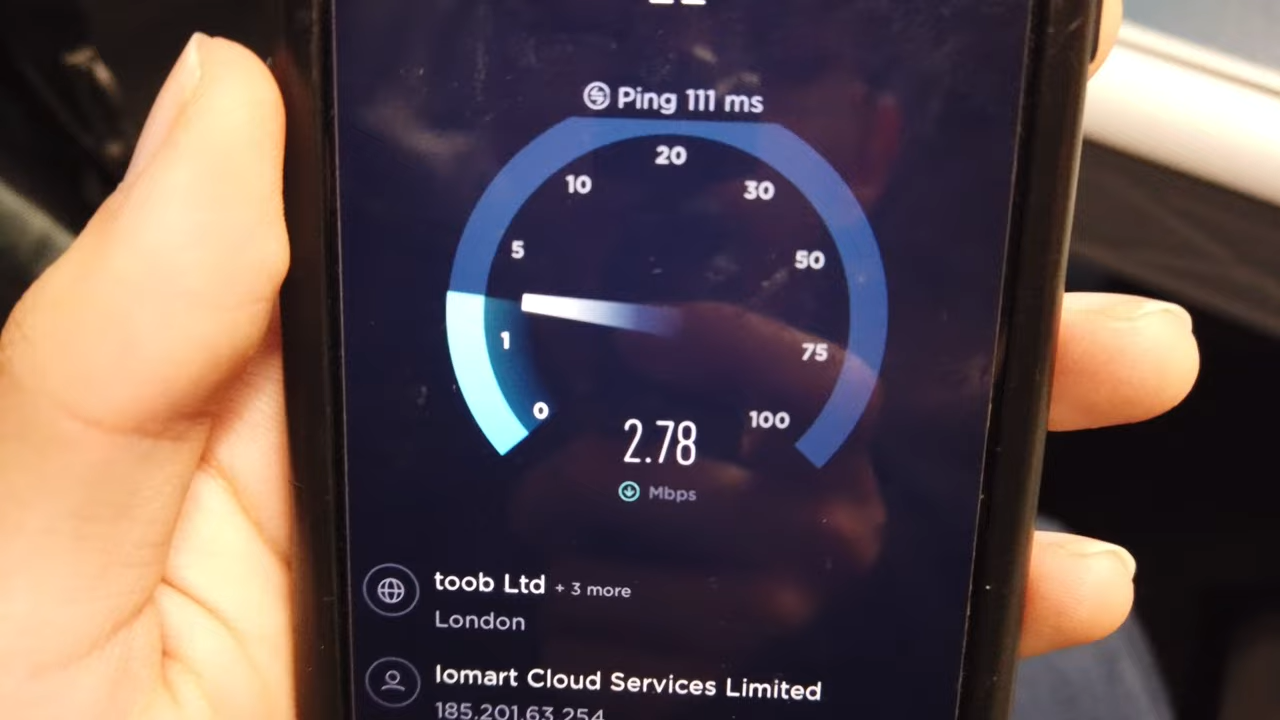 Ping 111 ms
20
10
30
5
50
1
75
0
100
2.78
Mbps
toob Ltd + 3 more
London
Iomart Cloud Services Limited
185.201.63.254